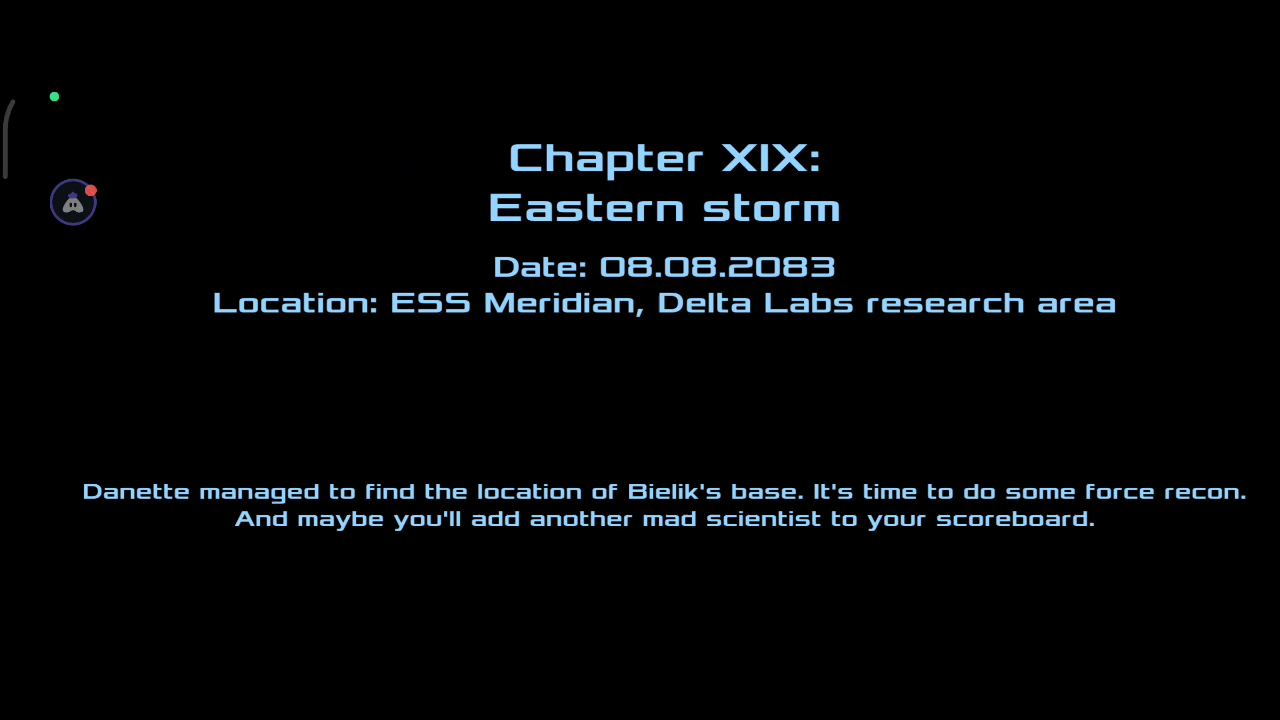 Chapter XIX:
Eastern storm
Date: 08.08.2083
Location: ESS Meridian, Delta Labs research area
Danette managed to find the location of Bielik's base. It's time to do some force recon.
And maybe you'll add another mad scientist to your scoreboard.